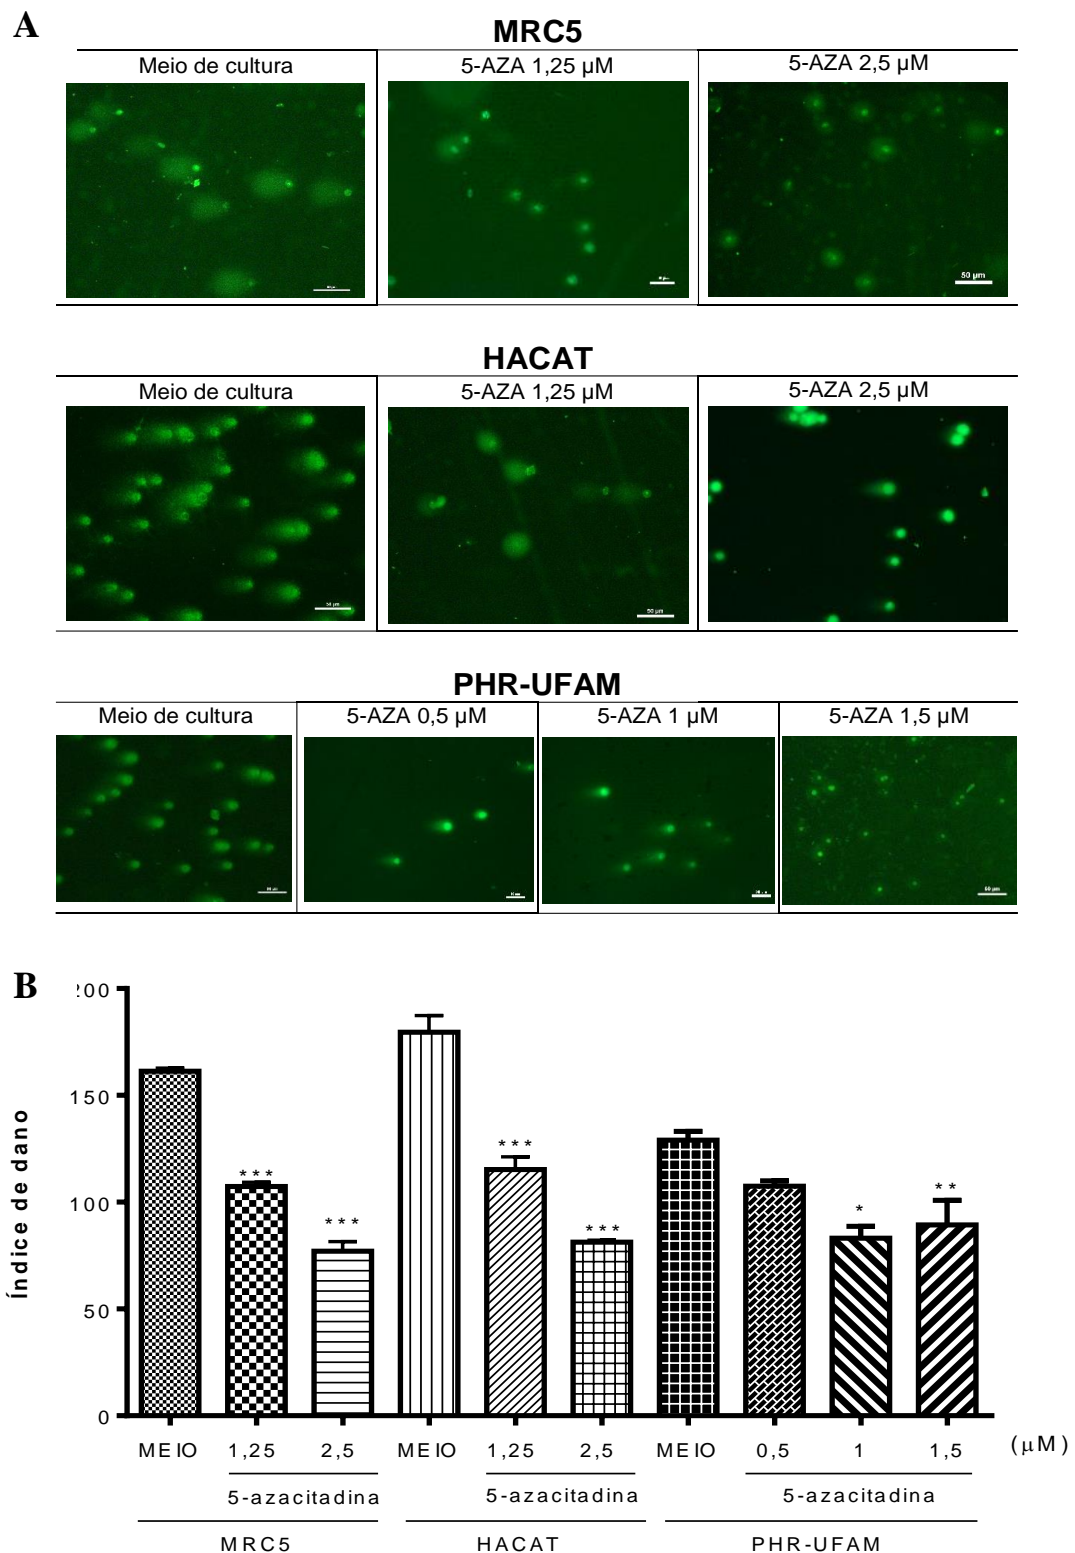 A
MRC5
Meio de cultura
5-AZA 1,25 µM
5-AZA 2,5 µM
50 µm
HACAT
Meio de cultura
5-AZA 1,25 µM
5-AZA 2,5 µM
50 µm
50 µm
PHR-UFAM
Meio de cultura
5-AZA 0,5 µM
5-AZA 1 µM
5-AZA 1,5 µM
50 µm
B
200
150
100
50
0
Índice de dano
***
***
***
***
*
**
MEIO
1,25
2,5
MEIO
1,25
2,5
MEIO
0,5
1
1,5
(µM)
5-azacitadina
5-azacitadina
5-azacitadina
MRC5
HACAT
PHR-UFAM